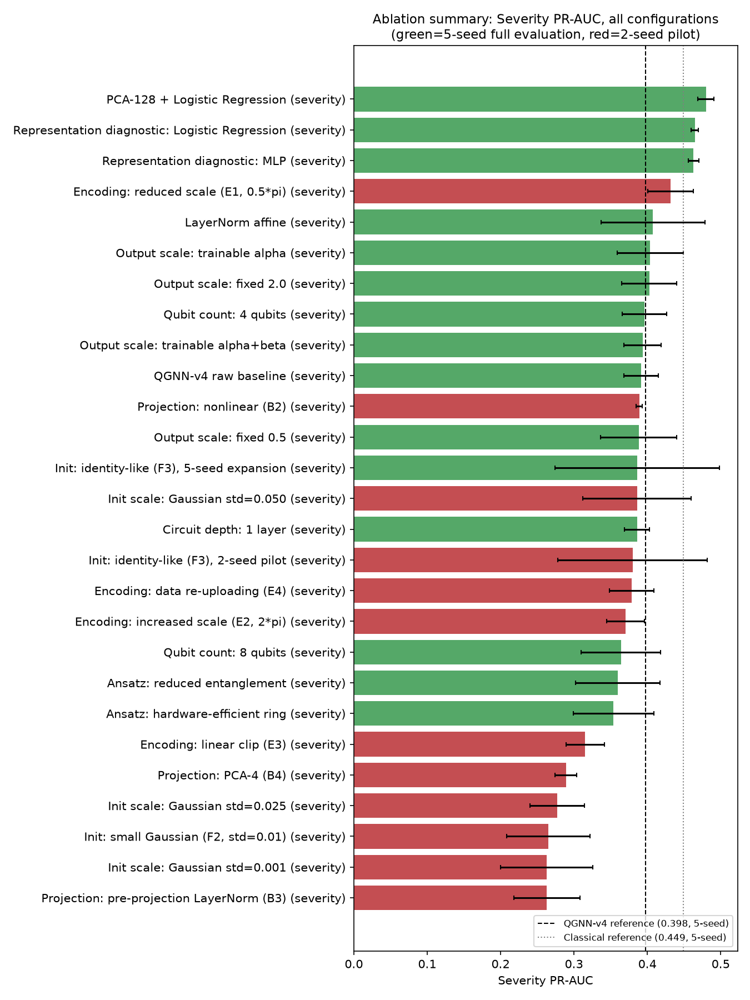 Ablation summary: Severity PR-AUC, all configurations
(green=5-seed full evaluation, red=2-seed pilot)
PCA-128 + Logistic Regression (severity)
Representation diagnostic: Logistic Regression (severity)
Representation diagnostic: MLP (severity)
Encoding: reduced scale (E1, 0.5*pi) (severity)
LayerNorm affine (severity)
Output scale: trainable alpha (severity)
Output scale: fixed 2.0 (severity)
Qubit count: 4 qubits (severity)
Output scale: trainable alpha+beta (severity)
QGNN-v4 raw baseline (severity)
Projection: nonlinear (B2) (severity)
Output scale: fixed 0.5 (severity)
Init: identity-like (F3), 5-seed expansion (severity)
Init scale: Gaussian std=0.050 (severity)
Circuit depth: 1 layer (severity)
Init: identity-like (F3), 2-seed pilot (severity)
Encoding: data re-uploading (E4) (severity)
Encoding: increased scale (E2, 2*pi) (severity)
Qubit count: 8 qubits (severity)
Ansatz: reduced entanglement (severity)
Ansatz: hardware-efficient ring (severity)
Encoding: linear clip (E3) (severity)
Projection: PCA-4 (B4) (severity)
Init scale: Gaussian std=0.025 (severity)
Init: small Gaussian (F2, std=0.01) (severity)
Init scale: Gaussian std=0.001 (severity)
Projection: pre-projection LayerNorm (B3) (severity)
QGNN-v4 reference (0.398, 5-seed)
Classical reference (0.449, 5-seed)
0.0 0.1 0.2 0.3 0.4 0.5
Severity PR-AUC